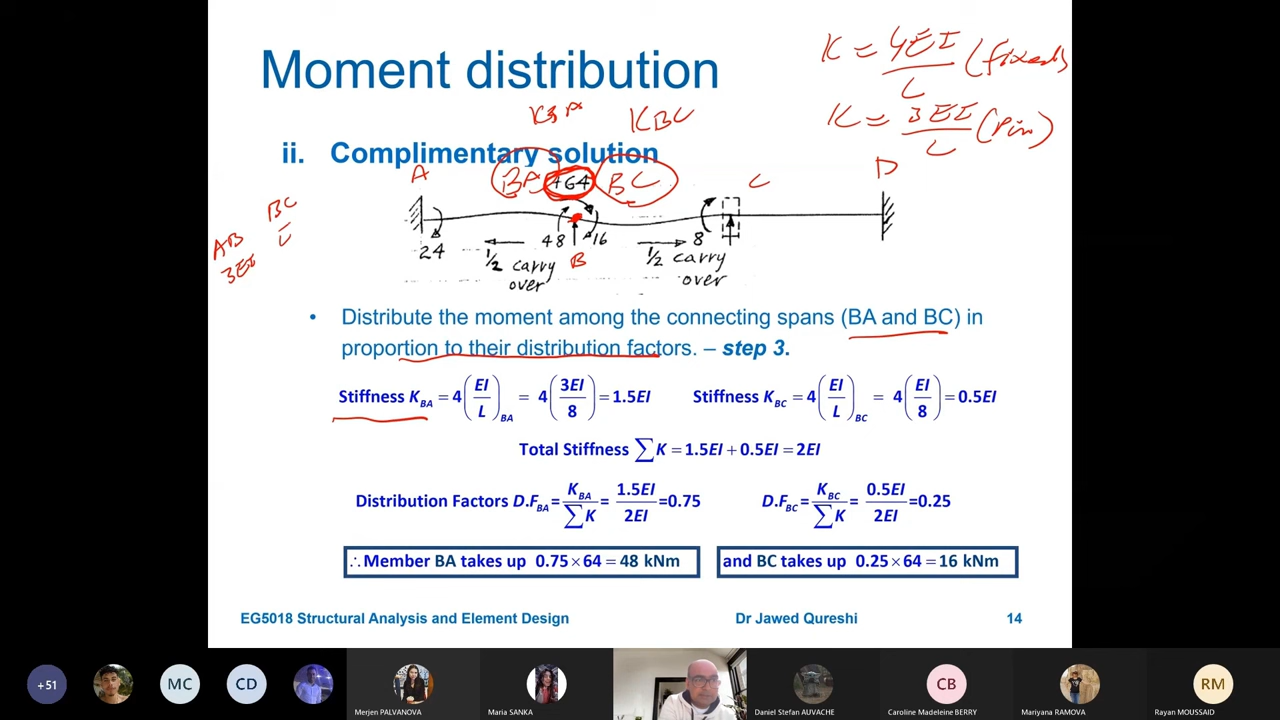 Moment distribution
K = 4EI/L (fixed)
K = 3EI/L (Pin)
KBA KBC
ii. Complimentary solution
A BA +64 BC C D
BC
AB
3EI
24 48 16 8
B
1/2 carry over 1/2 carry over
• Distribute the moment among the connecting spans (BA and BC) in
proportion to their distribution factors. – step 3.
Stiffness K_BA = 4(EI/L)_BA = 4(3EI/8) = 1.5EI Stiffness K_BC = 4(EI/L)_BC = 4(EI/8) = 0.5EI
Total Stiffness ∑K = 1.5EI + 0.5EI = 2EI
Distribution Factors D.F_BA = K_BA/∑K = 1.5EI/2EI = 0.75 D.F_BC = K_BC/∑K = 0.5EI/2EI = 0.25
∴ Member BA takes up 0.75 × 64 = 48 kNm and BC takes up 0.25 × 64 = 16 kNm
EG5018 Structural Analysis and Element Design Dr Jawed Qureshi 14
+51 MC CD CB RM
Merjen PALVANOVA Maria SANKA Daniel Stefan AUVACHE Caroline Madeleine BERRY Mariyana RAMOVA Rayan MOUSSAID